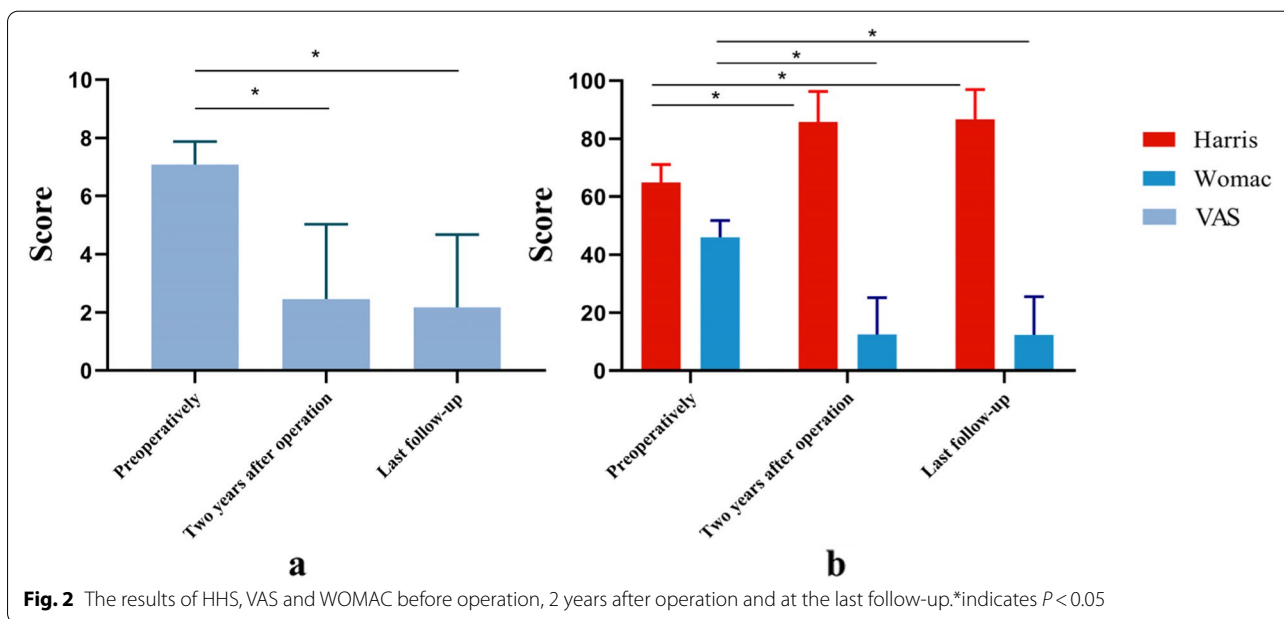 *
*
10
8
6
4
2
0
Score
Preoperatively
Two years after operation
Last follow-up
a
*
*
*
*
100
80
60
40
20
0
Score
Preoperatively
Two years after operation
Last follow-up
b
Harris
Womac
VAS
Fig. 2 The results of HHS, VAS and WOMAC before operation, 2 years after operation and at the last follow-up.*indicates P < 0.05